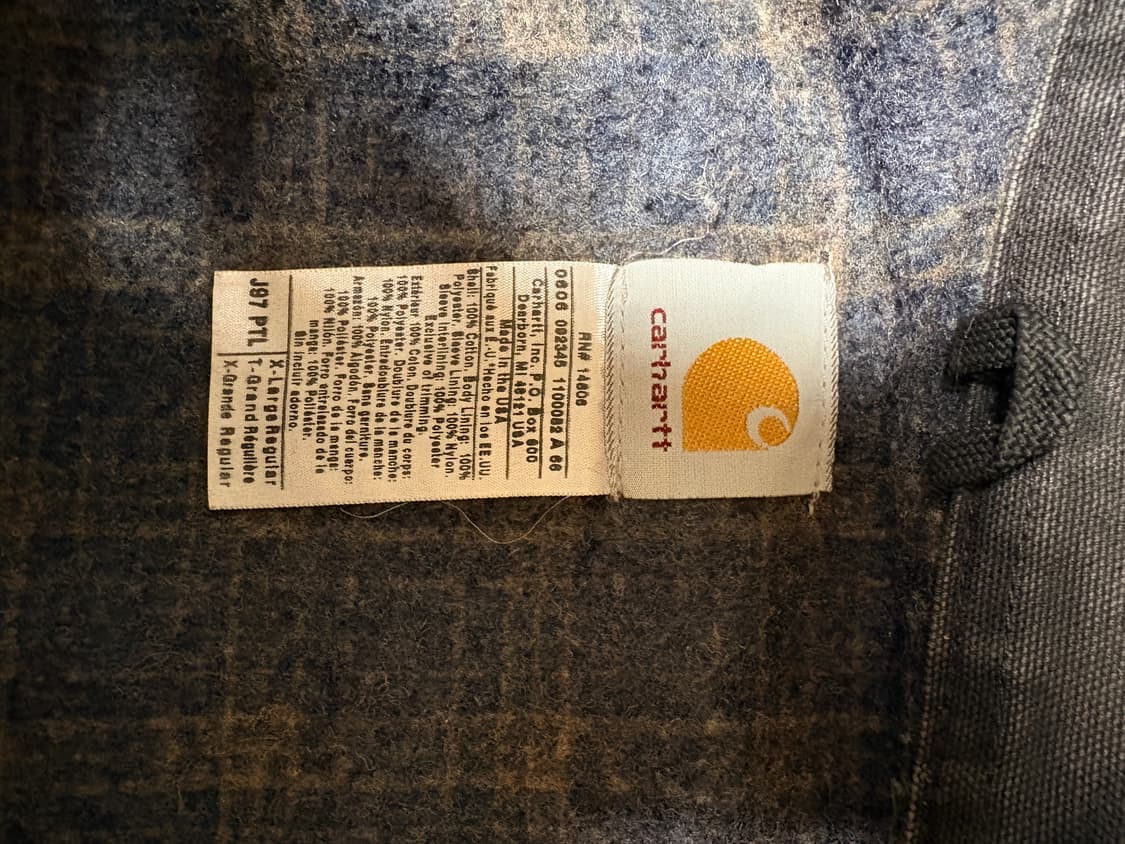 carhartt
RN# 14806
0606 092345 1100082 A 66
Carhartt, Inc. P.O. Box 600
Dearborn, MI 48121 USA
Made in the USA
Fabriqué aux E.-U./Hecho en los EE.UU.
Shell: 100% Cotton. Body Lining: 100%
Polyester. Sleeve Lining: 100% Nylon.
Sleeve Interlining: 100% Polyester
Exclusive of trimming.
Extérieur 100% Coton. Doublure du corps:
100% Polyester. Doublure de la manche:
100% Nylon. Entredoublure de la manche:
100% Polyester. Sans garniture.
Armazón: 100% Algodón. Forro del cuerpo:
100% Poliéster. Forro de la manga:
100% Nilón. Forro entrelazado de la
manga: 100% Poliéster.
Sin incluir adorno.
J97 PTL
X-Large Regular
T-Grand Régulière
X-Grande Regular